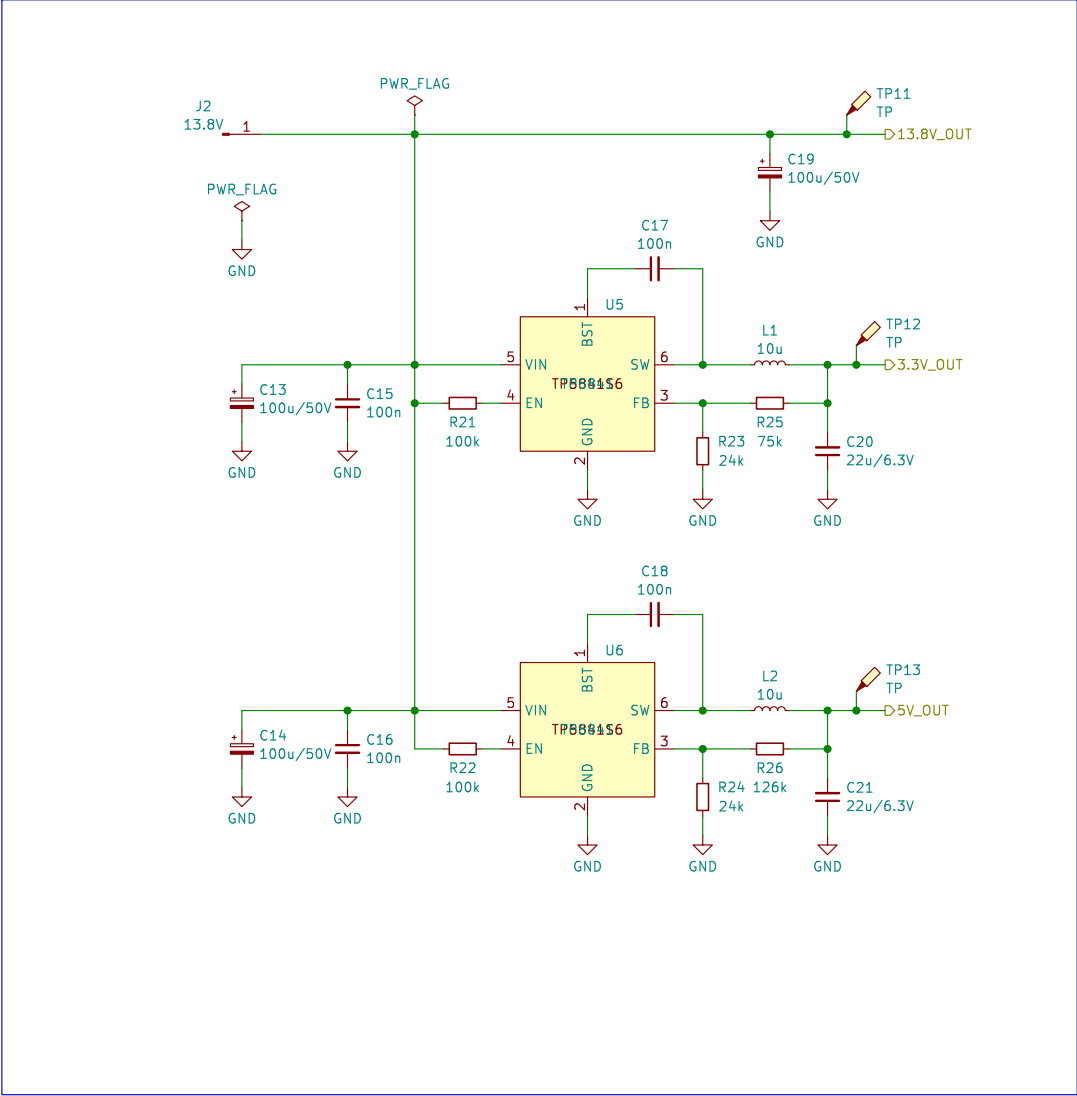 PWR_FLAG
J2
13.8V
1
TP11
TP
13.8V_OUT
C19
100u/50V
GND
PWR_FLAG
GND
C17
100n
U5
1
BST
5
VIN
SW
6
4
EN
FB
3
GND
2
GND
L1
10u
TP12
TP
3.3V_OUT
C13
100u/50V
GND
C15
100n
GND
R21
100k
R23
24k
GND
R25
75k
C20
22u/6.3V
GND
C18
100n
U6
1
BST
5
VIN
SW
6
4
EN
FB
3
GND
2
GND
L2
10u
TP13
TP
5V_OUT
C14
100u/50V
GND
C16
100n
GND
R22
100k
R24
24k
GND
R26
126k
C21
22u/6.3V
GND